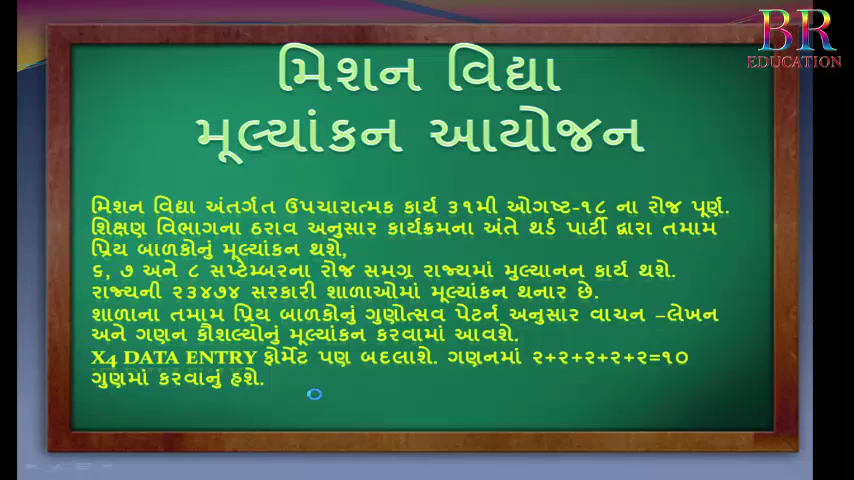 BR
EDUCATION
મિશન વિદ્યા
મૂલ્યાંકન આયોજન
મિશન વિદ્યા અંતર્ગત ઉપચારાત્મક કાર્ય ૩૧મી ઓગષ્ટ-૧૮ ના રોજ પૂર્ણ.
શિક્ષણ વિભાગના ઠરાવ અનુસાર કાર્યક્રમના અંતે થર્ડ પાર્ટી દ્વારા તમામ
પ્રિય બાળકોનું મૂલ્યાંકન થશે,
૬, ૭ અને ૮ સપ્ટેમ્બરના રોજ સમગ્ર રાજ્યમાં મુલ્યાનન કાર્ય થશે.
રાજ્યની ૨૩૪૭૪ સરકારી શાળાઓમાં મૂલ્યાંકન થનાર છે.
શાળાના તમામ પ્રિય બાળકોનું ગુણોત્સવ પેટર્ન અનુસાર વાચન –લેખન
અને ગણન કૌશલ્યોનું મૂલ્યાંકન કરવામાં આવશે.
X4 DATA ENTRY ફોર્મેટ પણ બદલાશે. ગણનમાં ૨+૨+૨+૨+૨=૧૦
ગુણમાં કરવાનું હશે.